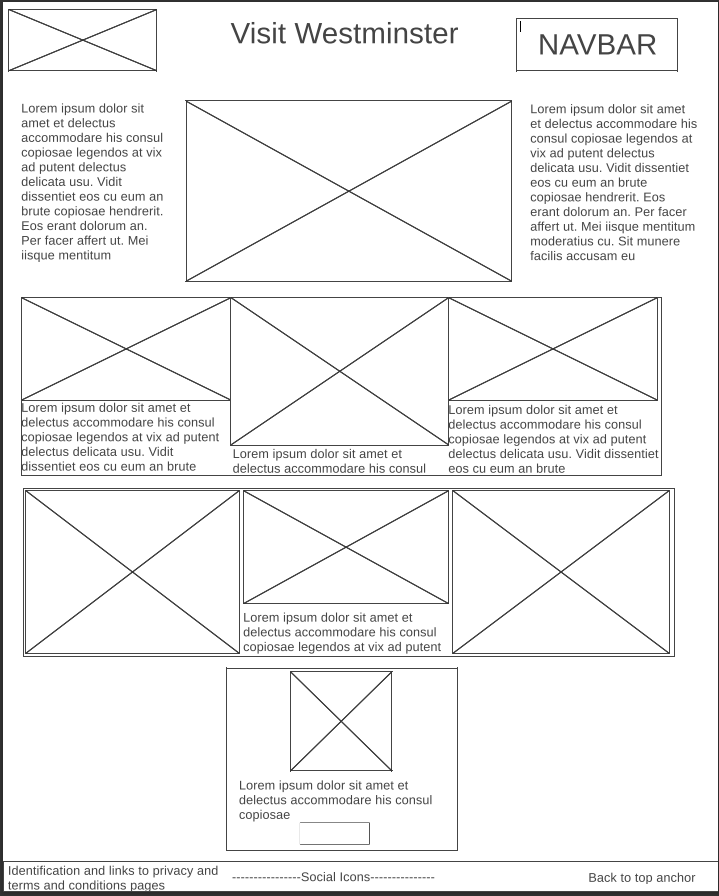 Visit Westminster
NAVBAR
Lorem ipsum dolor sit
amet et delectus
accommodare his consul
copiosae legendos at vix
ad putent delectus
delicata usu. Vidit
dissentiet eos cu eum an
brute copiosae hendrerit.
Eos erant dolorum an.
Per facer affert ut. Mei
iisque mentitum
Lorem ipsum dolor sit amet
et delectus accommodare his
consul copiosae legendos at
vix ad putent delectus
delicata usu. Vidit dissentiet
eos cu eum an brute
copiosae hendrerit. Eos
erant dolorum an. Per facer
affert ut. Mei iisque mentitum
moderatius cu. Sit munere
facilis accusam eu
Lorem ipsum dolor sit amet et
delectus accommodare his consul
copiosae legendos at vix ad putent
delectus delicata usu. Vidit
dissentiet eos cu eum an brute
Lorem ipsum dolor sit amet et
delectus accommodare his consul
Lorem ipsum dolor sit amet et
delectus accommodare his consul
copiosae legendos at vix ad putent
delectus delicata usu. Vidit dissentiet
eos cu eum an brute
Lorem ipsum dolor sit amet et
delectus accommodare his consul
copiosae legendos at vix ad putent
Lorem ipsum dolor sit amet et
delectus accommodare his consul
copiosae
Identification and links to privacy and
terms and conditions pages
----------------Social Icons---------------
Back to top anchor